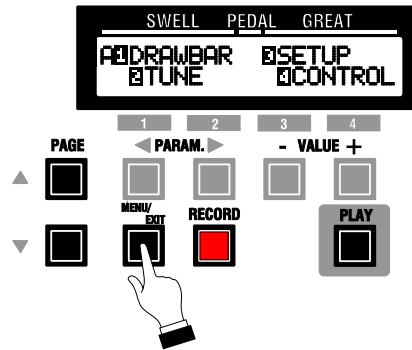 SWELL PEDAL GREAT
A1DRAWBAR 3SETUP
2TUNE 4CONTROL
1 2 3 4
PAGE PARAM. - VALUE +
MENU/
EXIT RECORD PLAY